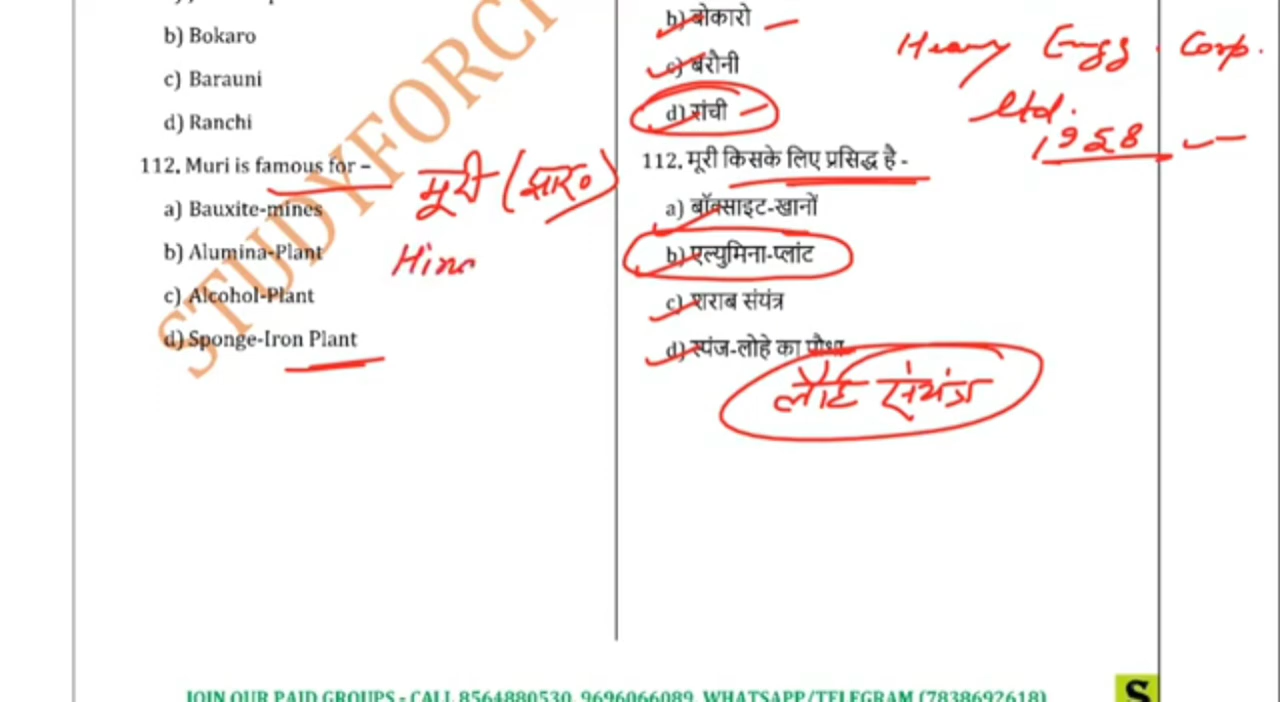 b) Bokaro
c) Barauni
d) Ranchi
112. Muri is famous for –
a) Bauxite-mines
b) Alumina-Plant
c) Alcohol-Plant
d) Sponge-Iron Plant
मूरी (झार०)
STUDYFORCI
b) बोकारो
c) बरौनी
d) रांची
Heavy Engg. Corp.
Ltd.
1958
112. मूरी किसके लिए प्रसिद्ध है -
a) बॉक्साइट-खानों
b) एल्युमिना-प्लांट
c) शराब संयंत्र
d) स्पंज-लोहे का पौधा
लौह संयंत्र
JOIN OUR PAID GROUPS - CALL 8564880530, 9696066089, WHATSAPP/TELEGRAM (7838692618)
S